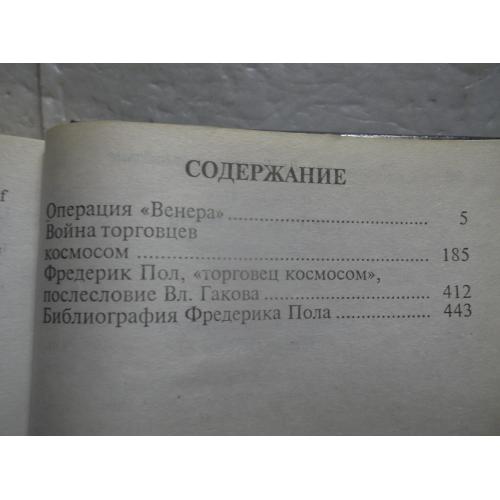 СОДЕРЖАНИЕ
Операция «Венера» 5
Война торговцев
космосом 185
Фредерик Пол, «торговец космосом»,
послесловие Вл. Гакова 412
Библиография Фредерика Пола 443
f